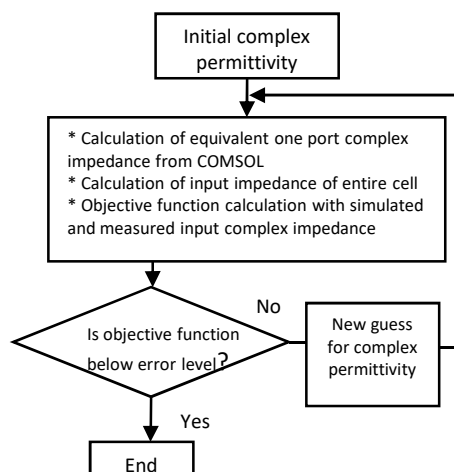 Initial complex
permittivity
* Calculation of equivalent one port complex
impedance from COMSOL
* Calculation of input impedance of entire cell
* Objective function calculation with simulated
and measured input complex impedance
No
Is objective function
below error level?
New guess
for complex
permittivity
Yes
End